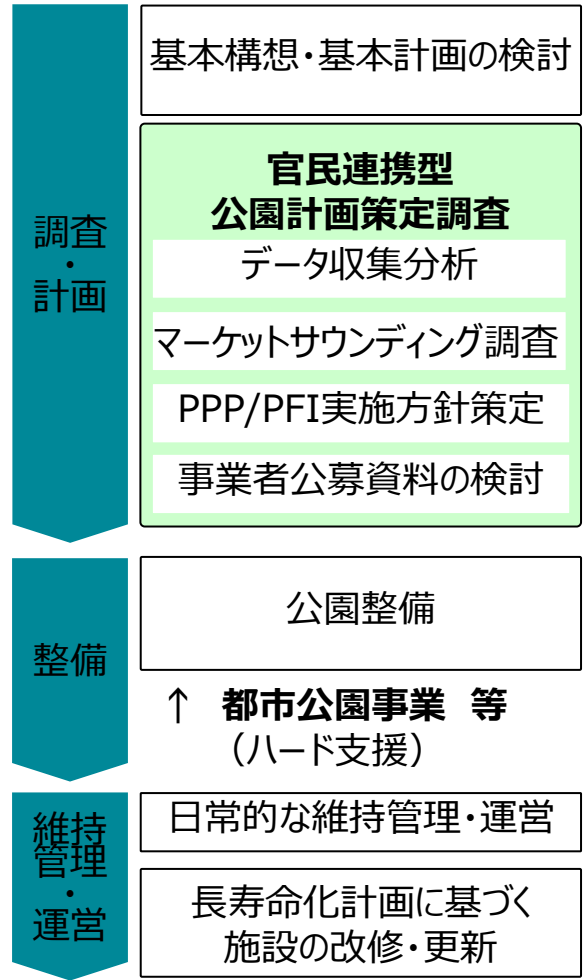 調査
・
計画
基本構想・基本計画の検討
官民連携型
公園計画策定調査
データ収集分析
マーケットサウンディング調査
PPP/PFI実施方針策定
事業者公募資料の検討
整備
公園整備
↑ 都市公園事業 等
（ハード支援）
維持
管理
・
運営
日常的な維持管理・運営
長寿命化計画に基づく
施設の改修・更新